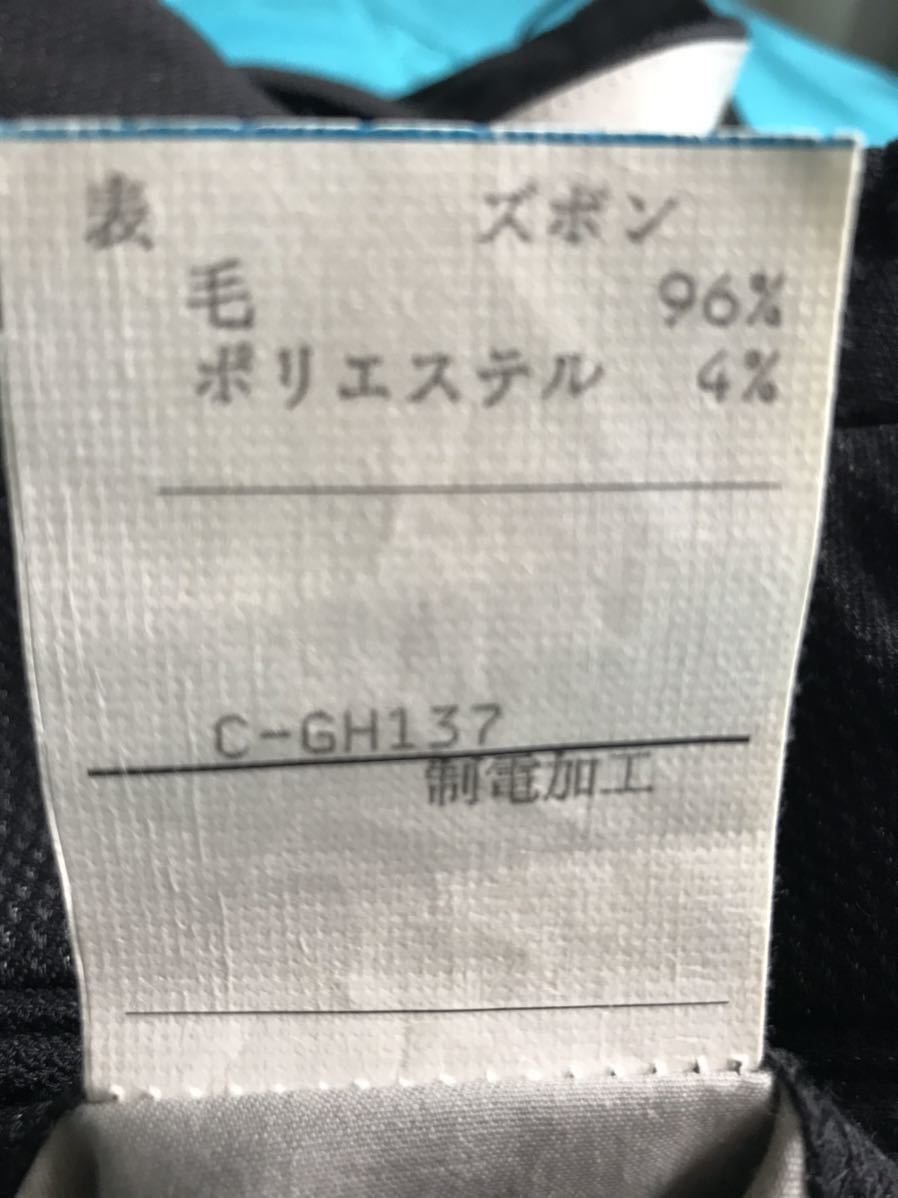 表 ズボン
毛 96%
ポリエステル 4%
C-GH137
制電加工